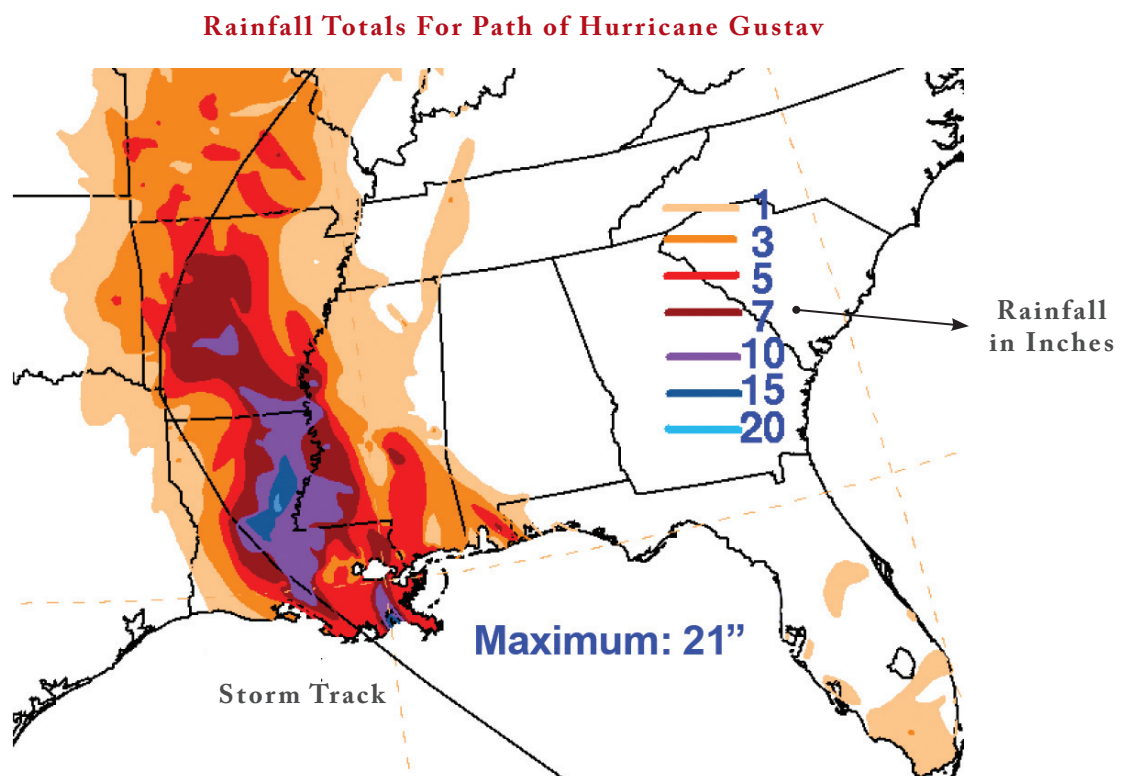 Rainfall Totals For Path of Hurricane Gustav
1
3
5
7
10
15
20
Rainfall
in Inches
Maximum: 21”
Storm Track